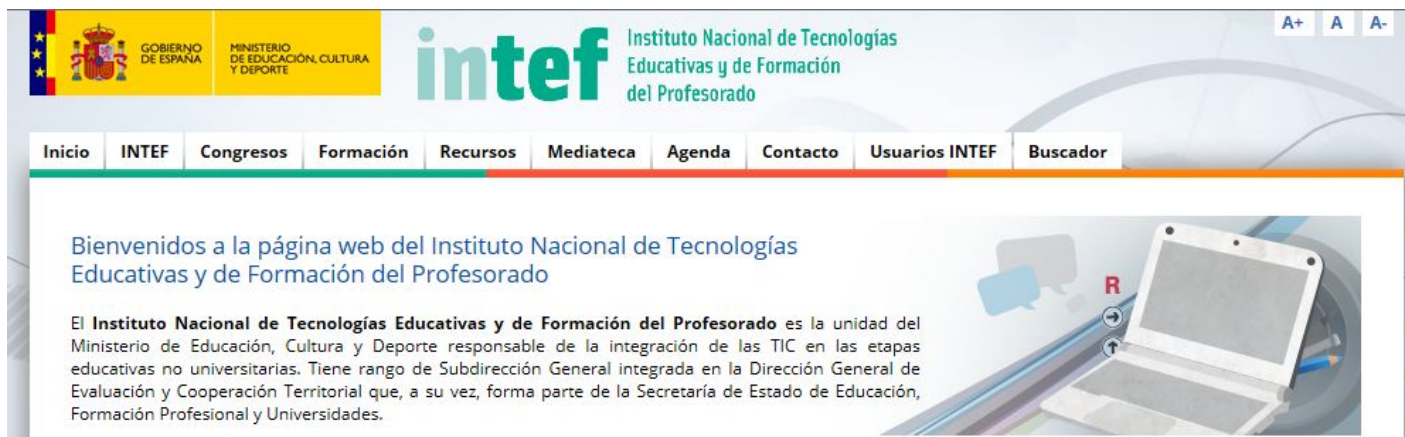 GOBIERNO
DE ESPAÑA
MINISTERIO
DE EDUCACIÓN, CULTURA
Y DEPORTE
intef
Instituto Nacional de Tecnologías
Educativas y de Formación
del Profesorado
A+ A A-
Inicio INTEF Congresos Formación Recursos Mediateca Agenda Contacto Usuarios INTEF Buscador
Bienvenidos a la página web del Instituto Nacional de Tecnologías
Educativas y de Formación del Profesorado
El Instituto Nacional de Tecnologías Educativas y de Formación del Profesorado es la unidad del
Ministerio de Educación, Cultura y Deporte responsable de la integración de las TIC en las etapas
educativas no universitarias. Tiene rango de Subdirección General integrada en la Dirección General de
Evaluación y Cooperación Territorial que, a su vez, forma parte de la Secretaría de Estado de Educación,
Formación Profesional y Universidades.
R